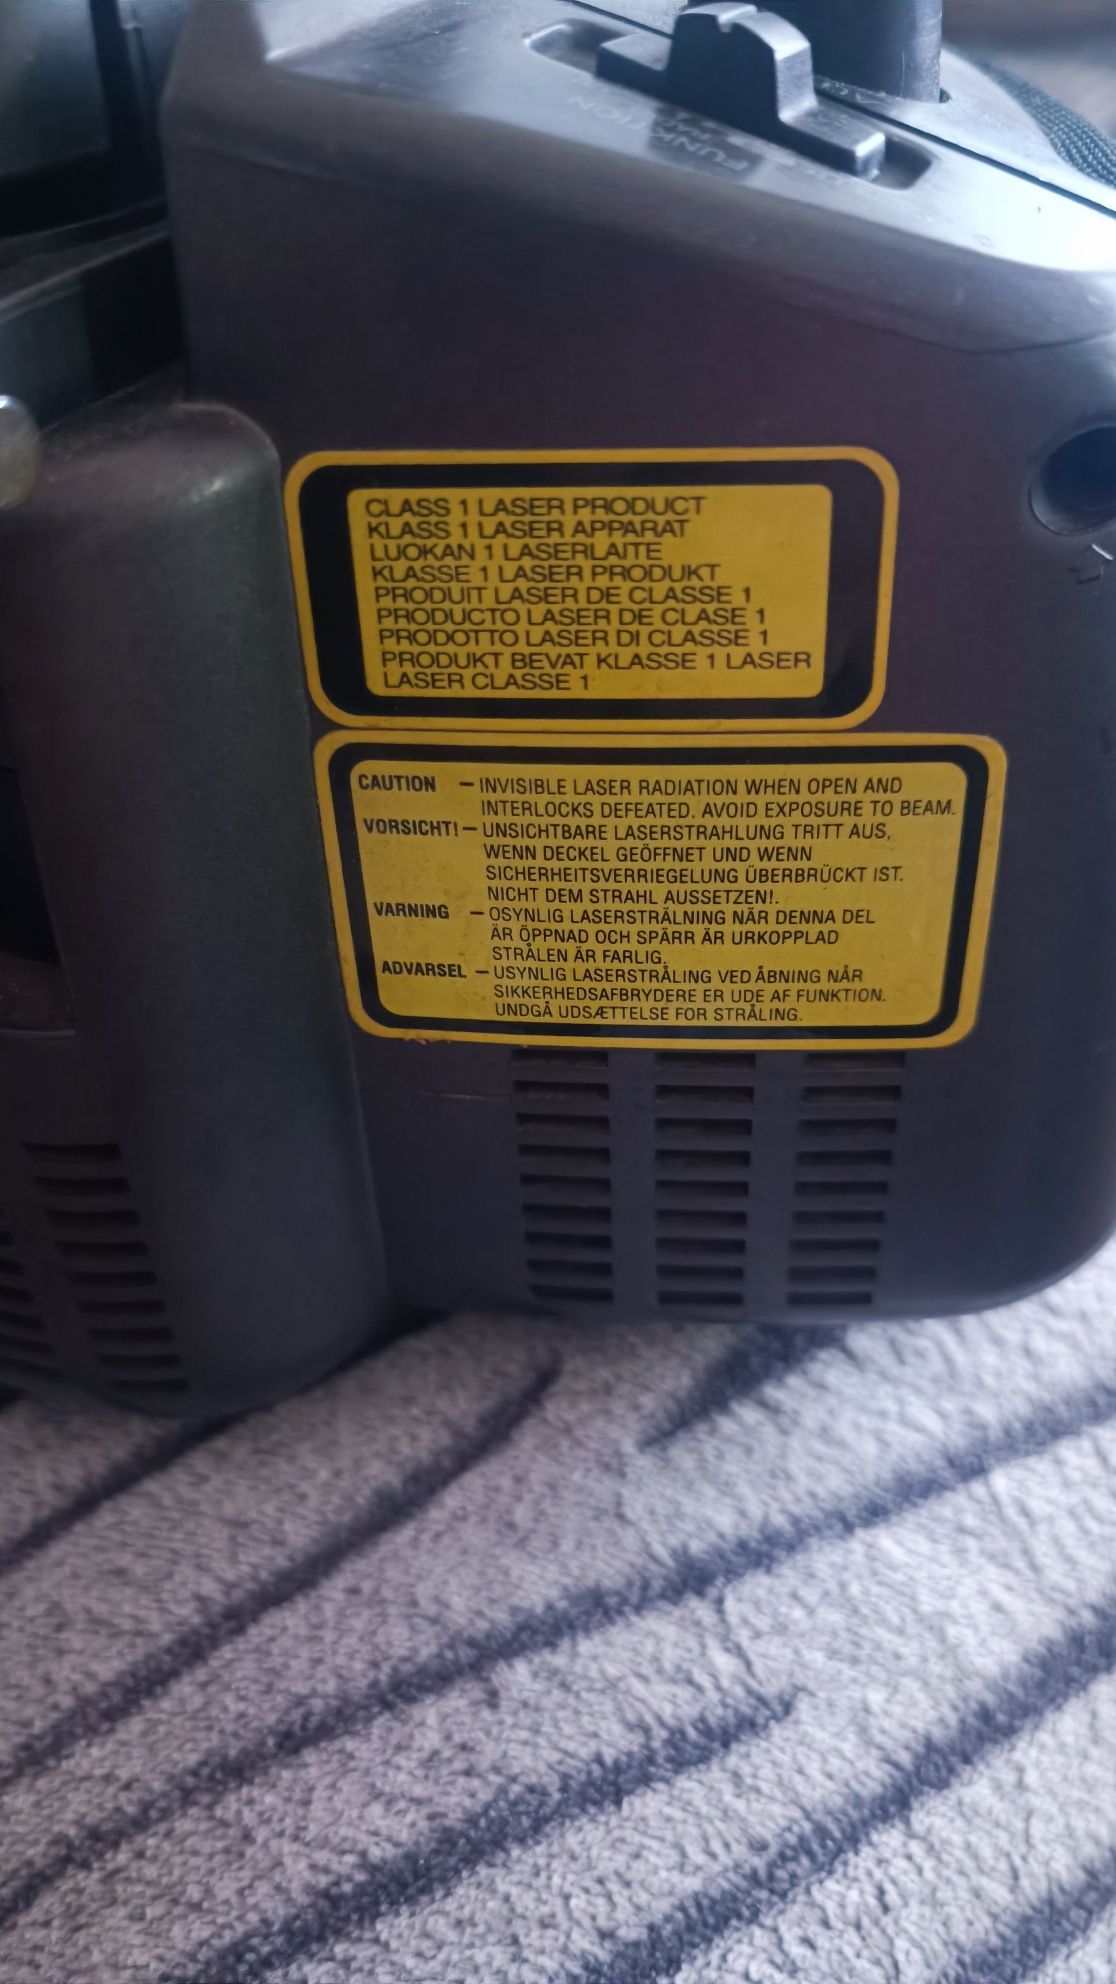 FUNKTION
CLASS 1 LASER PRODUCT
KLASS 1 LASER APPARAT
LUOKAN 1 LASERLAITE
KLASSE 1 LASER PRODUKT
PRODUIT LASER DE CLASSE 1
PRODUCTO LASER DE CLASE 1
PRODOTTO LASER DI CLASSE 1
PRODUKT BEVAT KLASSE 1 LASER
LASER CLASSE 1
CAUTION – INVISIBLE LASER RADIATION WHEN OPEN AND
INTERLOCKS DEFEATED. AVOID EXPOSURE TO BEAM.
VORSICHT! – UNSICHTBARE LASERSTRAHLUNG TRITT AUS,
WENN DECKEL GEÖFFNET UND WENN
SICHERHEITSVERRIEGELUNG ÜBERBRÜCKT IST.
NICHT DEM STRAHL AUSSETZEN!.
VARNING – OSYNLIG LASERSTRÄLNING NÄR DENNA DEL
ÄR ÖPPNAD OCH SPÄRR ÄR URKOPPLAD
STRÅLEN ÄR FARLIG.
ADVARSEL – USYNLIG LASERSTRÅLING VED ÅBNING NÅR
SIKKERHEDSAFBRYDERE ER UDE AF FUNKTION.
UNDGÅ UDSÆTTELSE FOR STRÅLING.